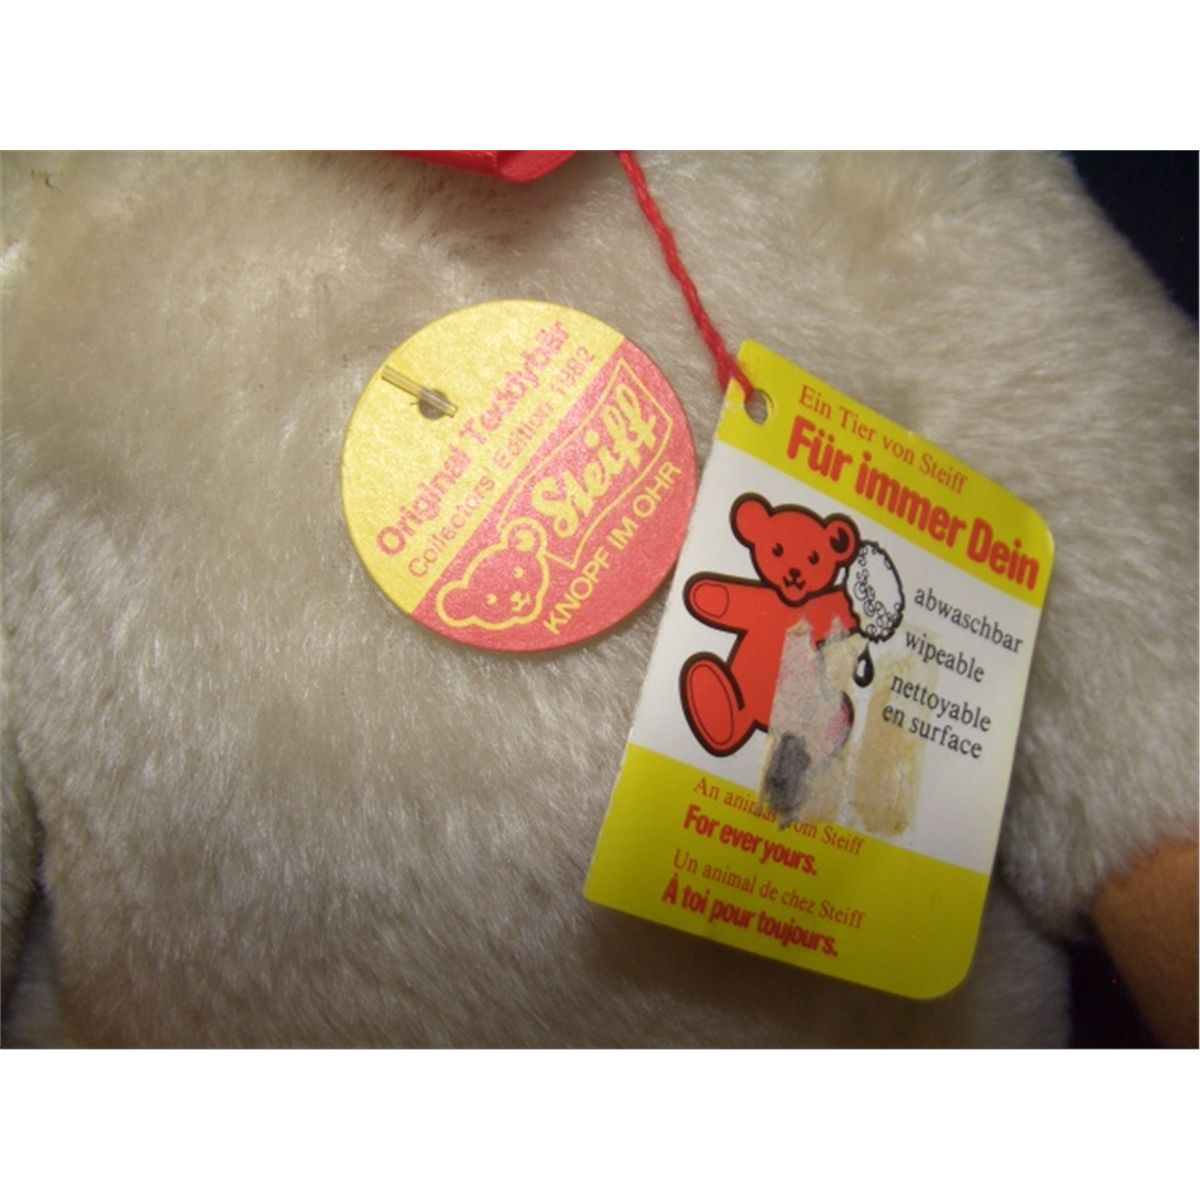 Original Teddybär
Collectors Edition 1982
Steiff
KNOPF IM OHR
Ein Tier von Steiff
Für immer Dein
abwaschbar
wipeable
nettoyable
en surface
An animal from Steiff
For ever yours.
Un animal de chez Steiff
À toi pour toujours.